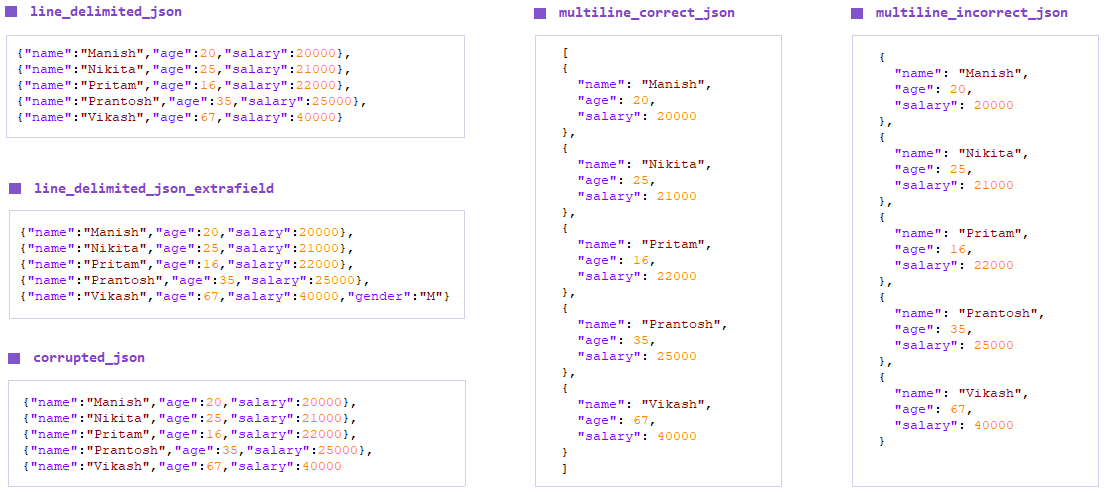 line_delimited_json
{"name":"Manish","age":20,"salary":20000},
{"name":"Nikita","age":25,"salary":21000},
{"name":"Pritam","age":16,"salary":22000},
{"name":"Prantosh","age":35,"salary":25000},
{"name":"Vikash","age":67,"salary":40000}
line_delimited_json_extrafield
{"name":"Manish","age":20,"salary":20000},
{"name":"Nikita","age":25,"salary":21000},
{"name":"Pritam","age":16,"salary":22000},
{"name":"Prantosh","age":35,"salary":25000},
{"name":"Vikash","age":67,"salary":40000,"gender":"M"}
corrupted_json
{"name":"Manish","age":20,"salary":20000},
{"name":"Nikita","age":25,"salary":21000},
{"name":"Pritam","age":16,"salary":22000},
{"name":"Prantosh","age":35,"salary":25000},
{"name":"Vikash","age":67,"salary":40000
multiline_correct_json
[
{
  "name": "Manish",
  "age": 20,
  "salary": 20000
},
{
  "name": "Nikita",
  "age": 25,
  "salary": 21000
},
{
  "name": "Pritam",
  "age": 16,
  "salary": 22000
},
{
  "name": "Prantosh",
  "age": 35,
  "salary": 25000
},
{
  "name": "Vikash",
  "age": 67,
  "salary": 40000
}
]
multiline_incorrect_json
{
  "name": "Manish",
  "age": 20,
  "salary": 20000
},
{
  "name": "Nikita",
  "age": 25,
  "salary": 21000
},
{
  "name": "Pritam",
  "age": 16,
  "salary": 22000
},
{
  "name": "Prantosh",
  "age": 35,
  "salary": 25000
},
{
  "name": "Vikash",
  "age": 67,
  "salary": 40000
}